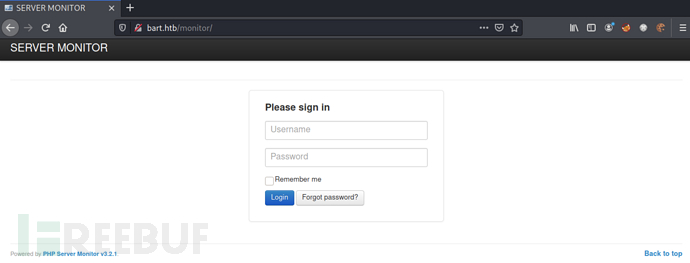 SERVER MONITOR
bart.htb/monitor/
SERVER MONITOR
Please sign in
Username
Password
Remember me
Login Forgot password?
REEBUF
Powered by PHP Server Monitor v3.2.1 Back to top